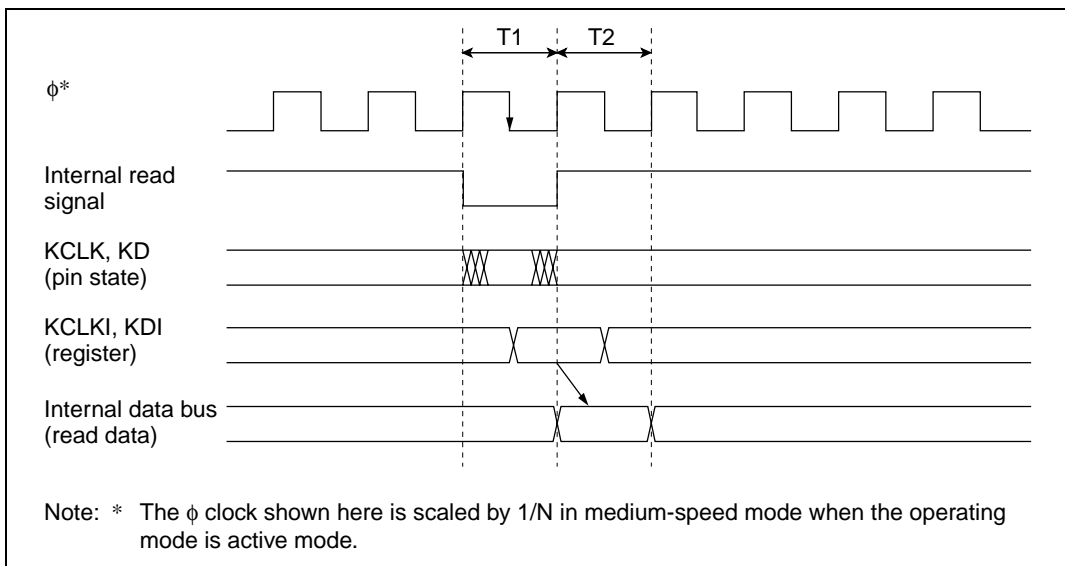 T1 T2
ϕ*
Internal read
signal
KCLK, KD
(pin state)
KCLKI, KDI
(register)
Internal data bus
(read data)
Note: * The ϕ clock shown here is scaled by 1/N in medium-speed mode when the operating
mode is active mode.